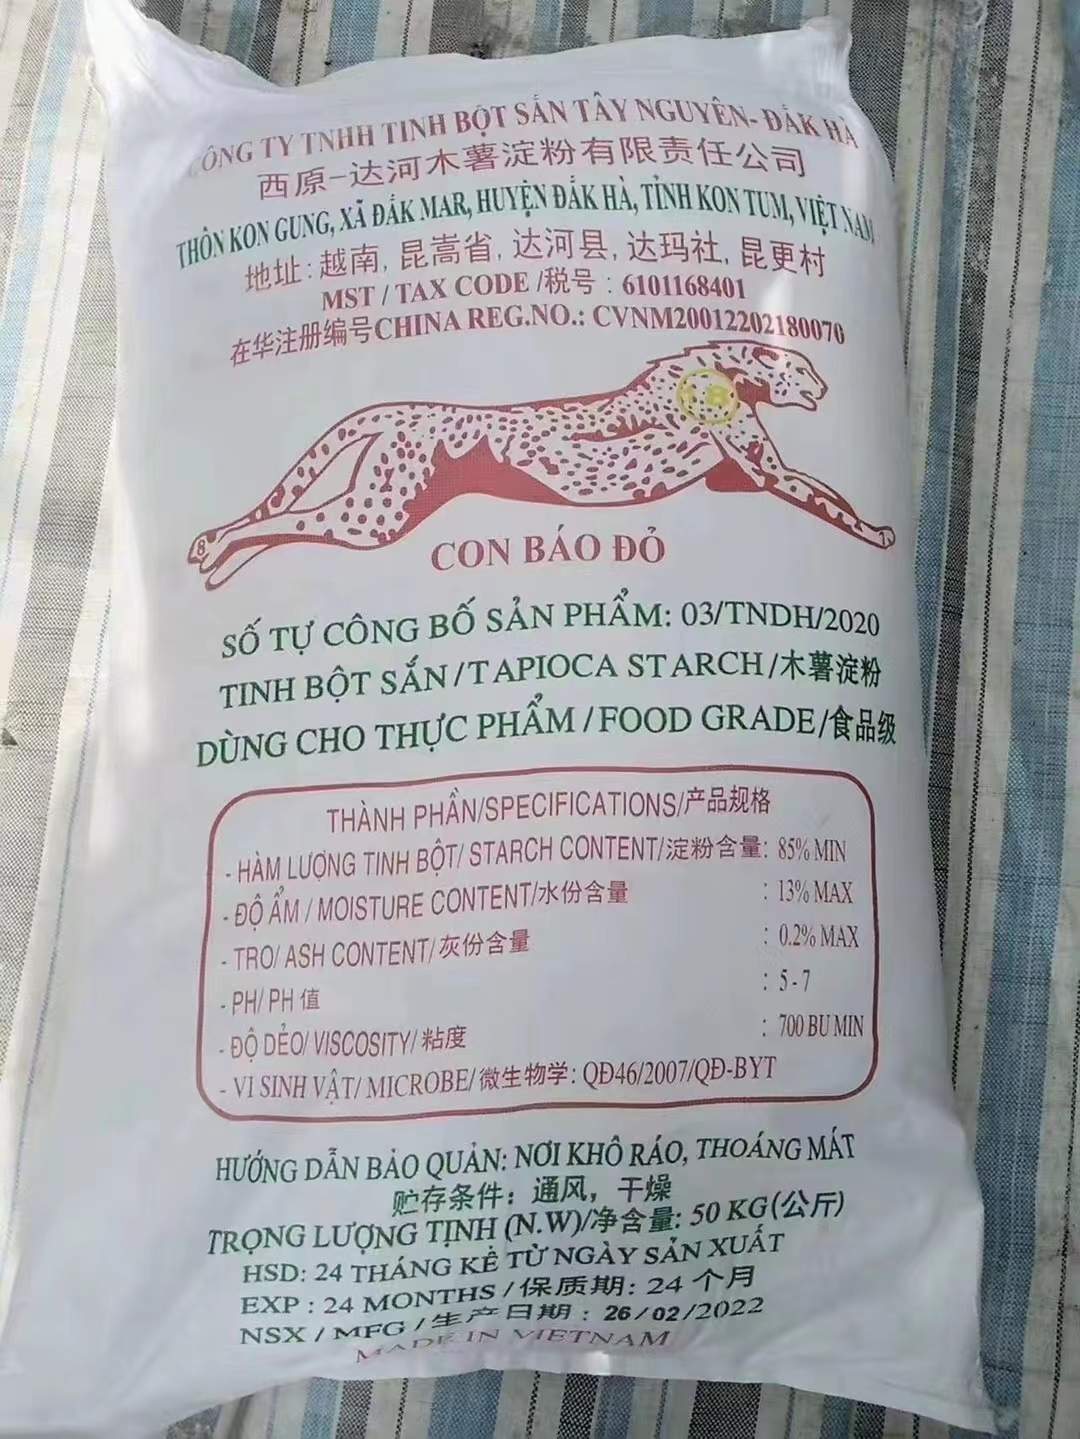 CÔNG TY TNHH TINH BỘT SẮN TÂY NGUYÊN- ĐẮK HÀ
西原-达河木薯淀粉有限责任公司
THÔN KON GUNG, XÃ ĐẮK MAR, HUYỆN ĐẮK HÀ, TỈNH KON TUM, VIỆT NAM
地址: 越南, 昆嵩省, 达河县, 达玛社, 昆更村
MST / TAX CODE /税号 : 6101168401
在华注册编号CHINA REG.NO.: CVNM20012202180070
18
8
7
CON BÁO ĐỎ
SỐ TỰ CÔNG BỐ SẢN PHẨM: 03/TNDH/2020
TINH BỘT SẮN/TAPIOCA STARCH/木薯淀粉
DÙNG CHO THỰC PHẨM /FOOD GRADE/食品级
THÀNH PHẦN/SPECIFICATIONS/产品规格
- HÀM LƯỢNG TINH BỘT/ STARCH CONTENT/淀粉含量: 85% MIN
- ĐỘ ẨM / MOISTURE CONTENT/水份含量 : 13% MAX
- TRO/ ASH CONTENT/灰份含量 : 0.2% MAX
- PH/ PH 值 : 5 - 7
- ĐỘ DẺO/ VISCOSITY/粘度 : 700 BU MIN
- VI SINH VẬT/ MICROBE/微生物学: QĐ46/2007/QĐ-BYT
HƯỚNG DẪN BẢO QUẢN: NƠI KHÔ RÁO, THOÁNG MÁT
贮存条件：通风，干燥
TRỌNG LƯỢNG TỊNH (N.W)/净含量: 50 KG(公斤)
HSD: 24 THÁNG KỂ TỪ NGÀY SẢN XUẤT
EXP : 24 MONTHS /保质期: 24 个月
NSX / MFG /生产日期 : 26/02/2022
MADE IN VIETNAM